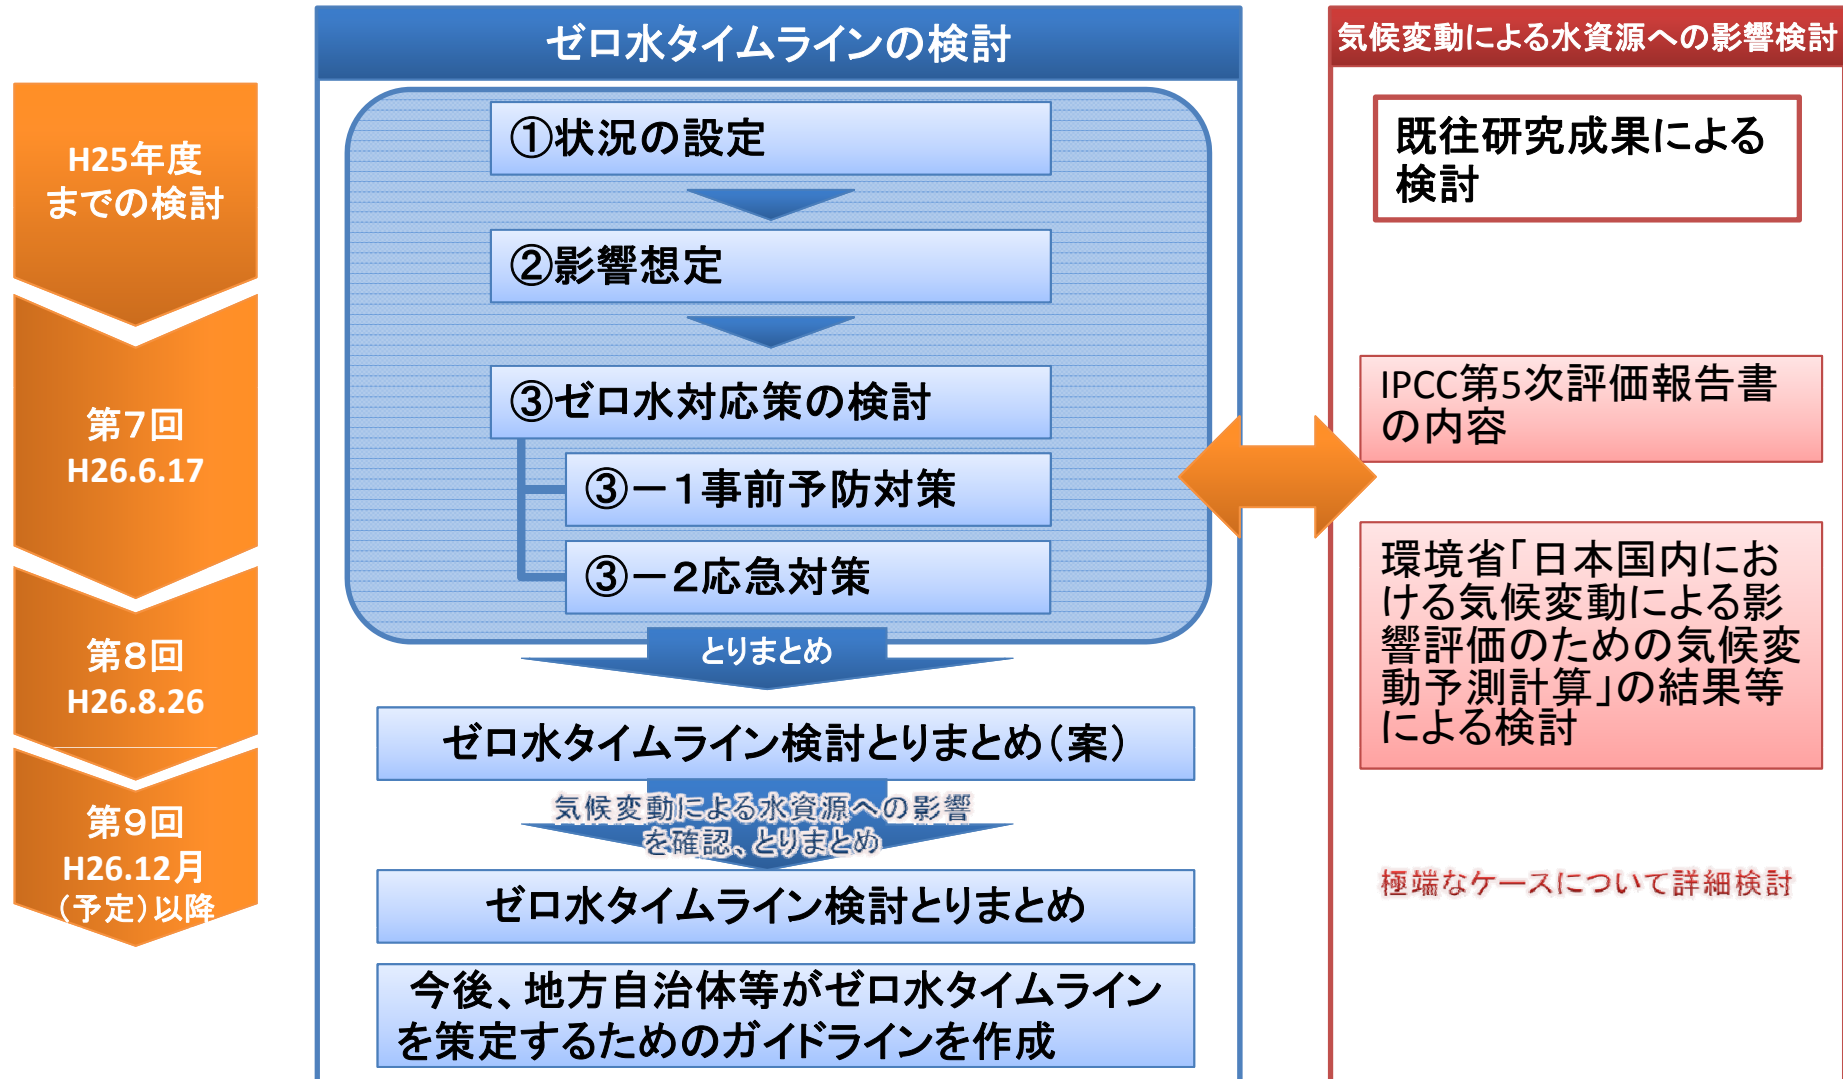 ゼロ水タイムラインの検討
気候変動による水資源への影響検討
H25年度
までの検討
第7回
H26.6.17
第8回
H26.8.26
第9回
H26.12月
（予定）以降
①状況の設定
②影響想定
③ゼロ水対応策の検討
③－１事前予防対策
③－２応急対策
とりまとめ
ゼロ水タイムライン検討とりまとめ（案）
気候変動による水資源への影響
を確認、とりまとめ
ゼロ水タイムライン検討とりまとめ
今後、地方自治体等がゼロ水タイムライン
を策定するためのガイドラインを作成
既往研究成果による
検討
IPCC第5次評価報告書
の内容
環境省「日本国内にお
ける気候変動による影
響評価のための気候変
動予測計算」の結果等
による検討
極端なケースについて詳細検討